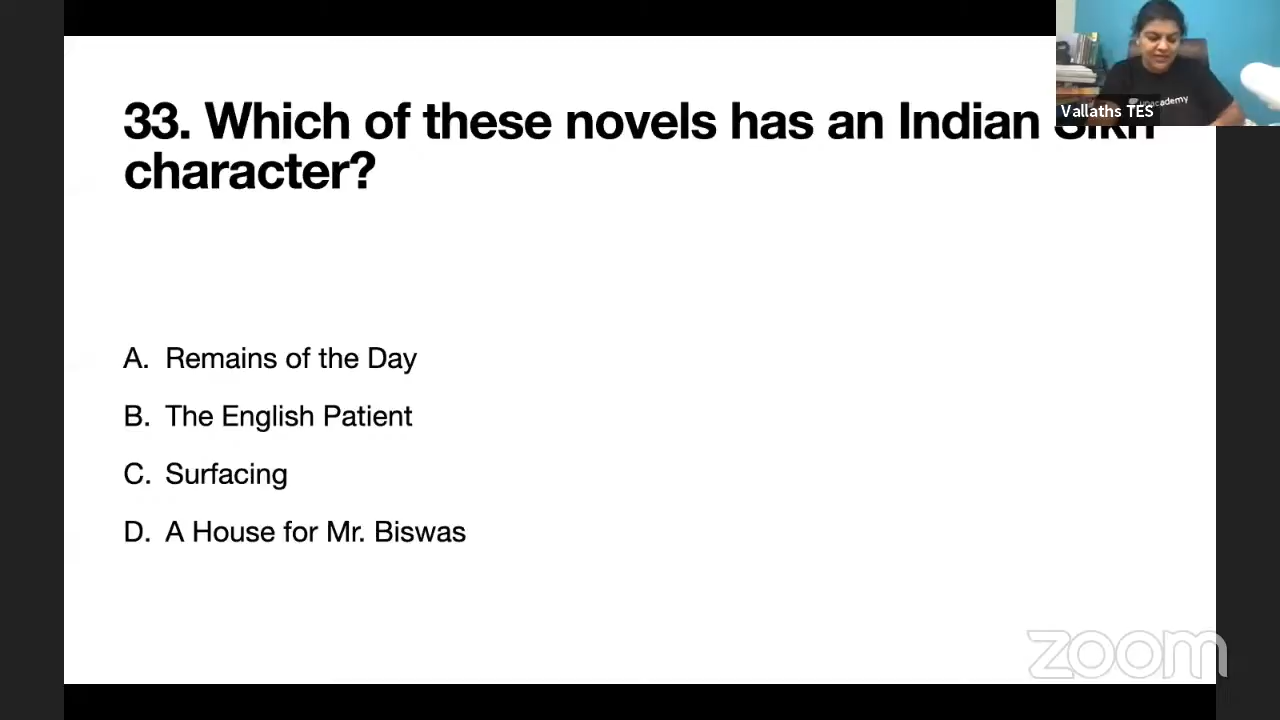 33. Which of these novels has an Indian Sikh
character?
Vallaths TES
A. Remains of the Day
B. The English Patient
C. Surfacing
D. A House for Mr. Biswas
zoom